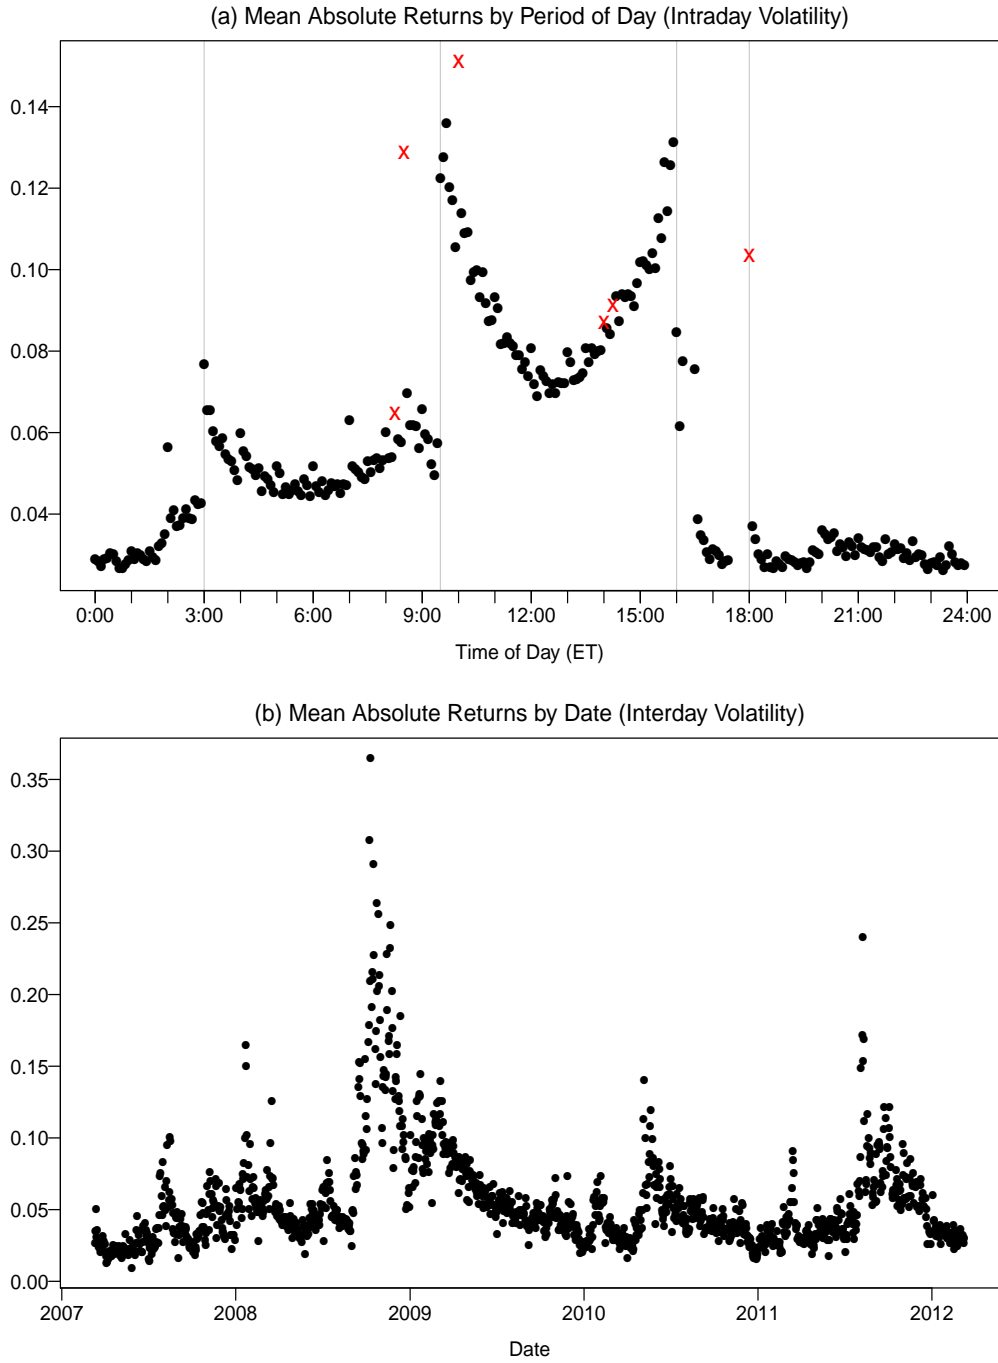 (a) Mean Absolute Returns by Period of Day (Intraday Volatility)
0.14
0.12
0.10
0.08
0.06
0.04
0:00 3:00 6:00 9:00 12:00 15:00 18:00 21:00 24:00
Time of Day (ET)
(b) Mean Absolute Returns by Date (Interday Volatility)
0.35
0.30
0.25
0.20
0.15
0.10
0.05
0.00
2007 2008 2009 2010 2011 2012
Date